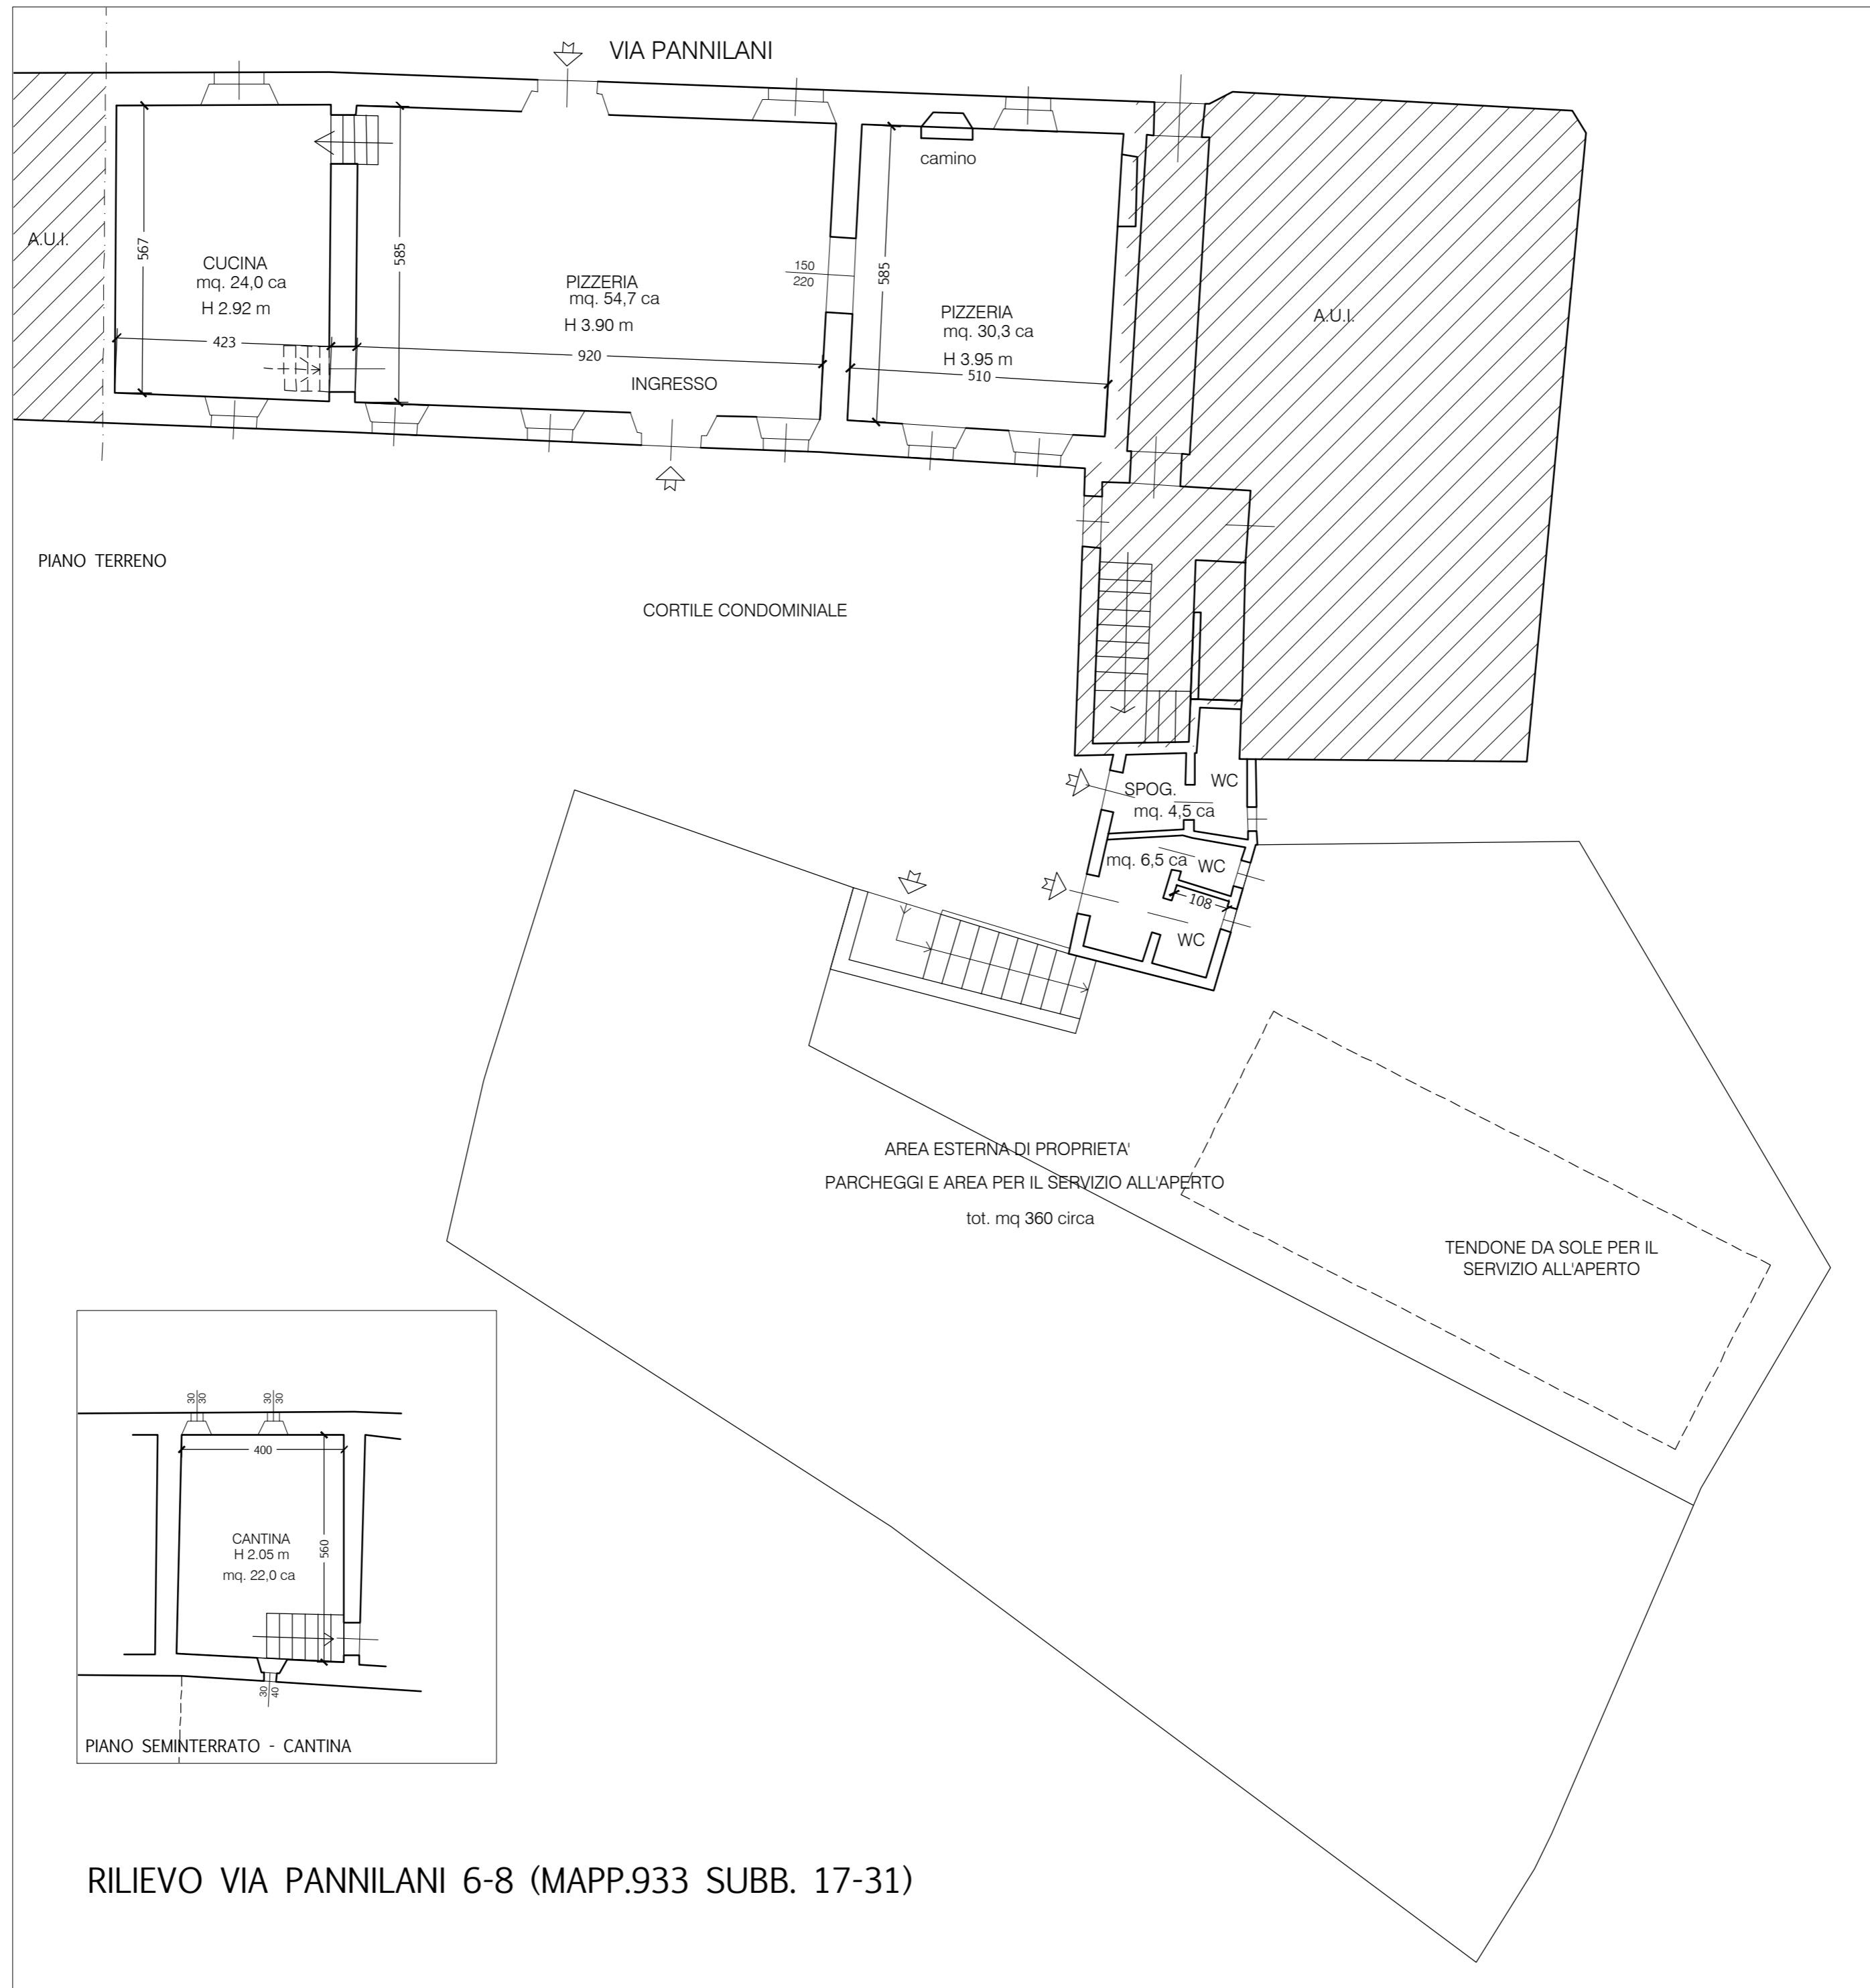 VIA PANNILANI
camino
A.U.I.
567
CUCINA
mq. 24,0 ca
H 2.92 m
423
585
PIZZERIA
mq. 54,7 ca
H 3.90 m
920
INGRESSO
150
220
585
PIZZERIA
mq. 30,3 ca
H 3.95 m
510
A.U.I.
PIANO TERRENO
CORTILE CONDOMINIALE
SPOG.
mq. 4,5 ca
WC
mq. 6,5 ca
WC
108
WC
AREA ESTERNA DI PROPRIETA'
PARCHEGGI E AREA PER IL SERVIZIO ALL'APERTO
tot. mq 360 circa
TENDONE DA SOLE PER IL
SERVIZIO ALL'APERTO
30
30
30
30
400
560
CANTINA
H 2.05 m
mq. 22,0 ca
30
40
PIANO SEMINTERRATO - CANTINA
RILIEVO VIA PANNILANI 6-8 (MAPP.933 SUBB. 17-31)